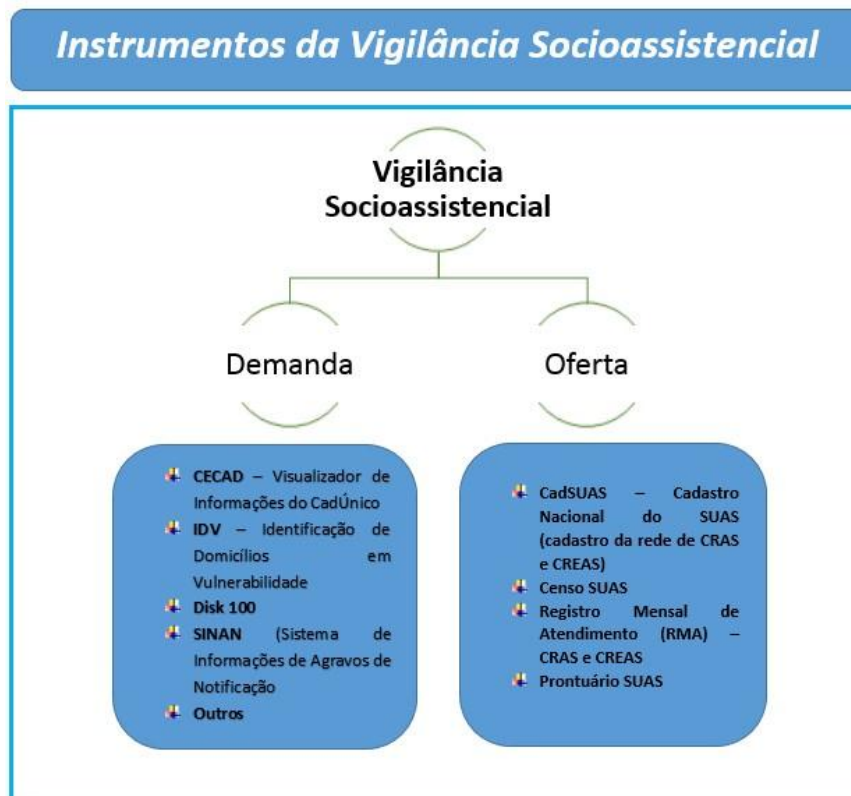 Instrumentos da Vigilância Socioassistencial
Vigilância
Socioassistencial
Demanda
Oferta
CECAD – Visualizador de
Informações do CadÚnico
IDV – Identificação de
Domicílios em
Vulnerabilidade
Disk 100
SINAN (Sistema de
Informações de Agravos de
Notificação
Outros
CadSUAS – Cadastro
Nacional do SUAS
(cadastro da rede de CRAS
e CREAS)
Censo SUAS
Registro Mensal de
Atendimento (RMA) –
CRAS e CREAS
Prontuário SUAS